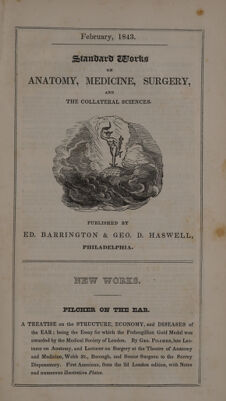 February, 1843.
Standard Works
ON
ANATOMY, MEDICINE, SURGERY,
AND
THE COLLATERAL SCIENCES.
PUBLISHED BY
ED. BARRINGTON & GEO. D. HASWELL,
PHILADELPHIA.
NEW WORKS.
PILCHER ON THE EAR.
A TREATISE on the STRUCTURE, ECONOMY, and DISEASES of
the EAR; being the Essay for which the Fothergillian Gold Medal was
awarded by the Medical Society of London. By GEO. PILCHER, late Lec-
turer on Anatomy, and Lecturer on Surgery at the Theatre of Anatomy
and Medicine, Webb St., Borough, and Senior Surgeon to the Surrey
Dispensary. First American, from the 2d London edition, with Notes
and numerous illustrative Plates.